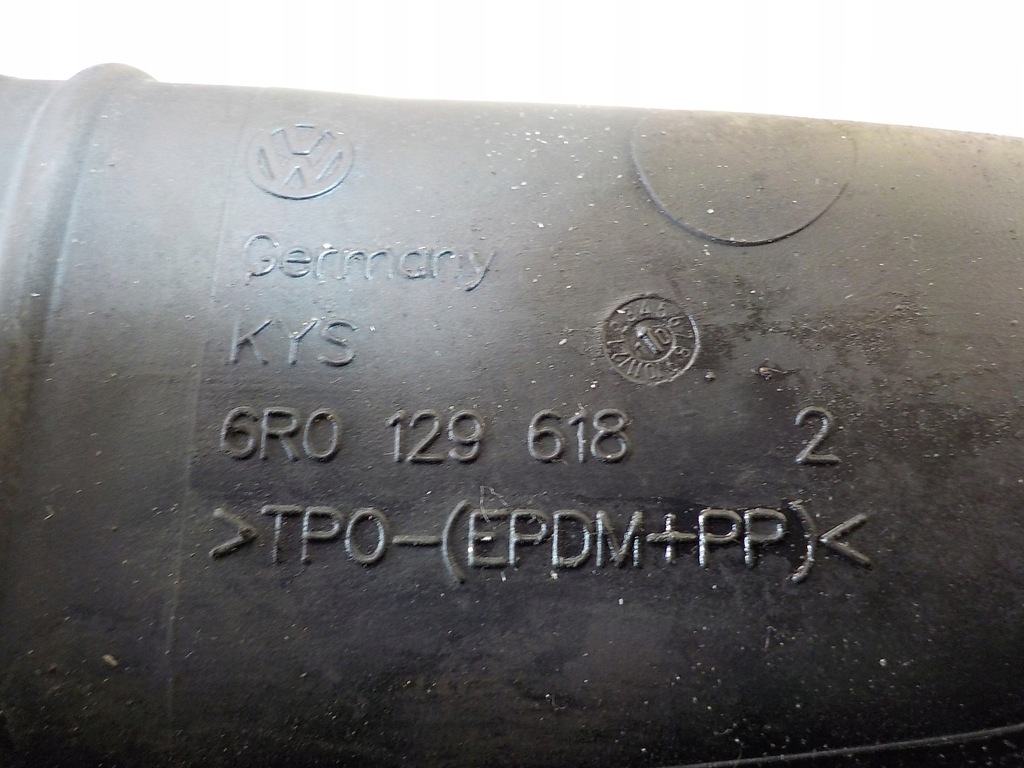 Germany
KYS
6R0 129 618 2
>TPO-(EPDM+PP)<